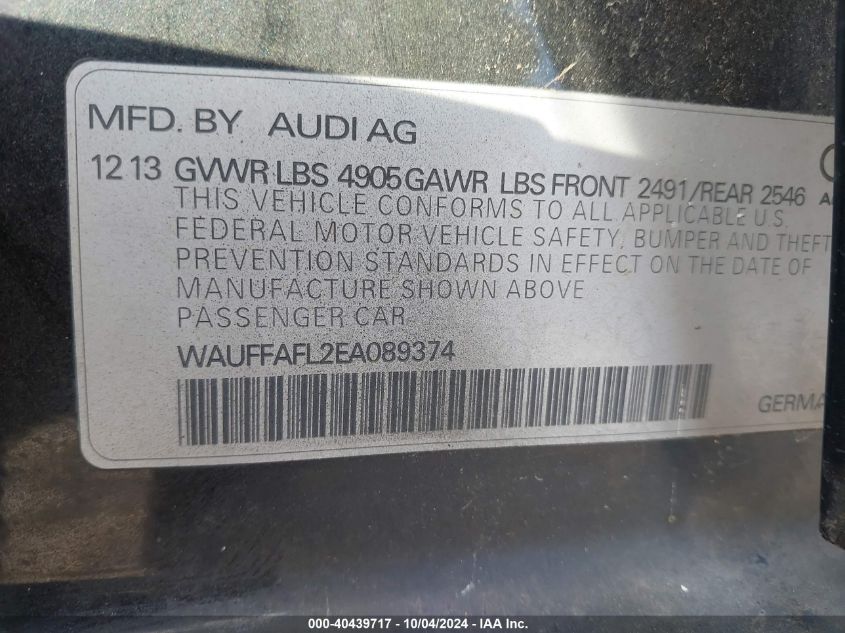 MFD. BY AUDI AG
12 13 GVWR LBS 4905 GAWR LBS FRONT 2491/REAR 2546
THIS VEHICLE CONFORMS TO ALL APPLICABLE U.S.
FEDERAL MOTOR VEHICLE SAFETY, BUMPER AND THEFT
PREVENTION STANDARDS IN EFFECT ON THE DATE OF
MANUFACTURE SHOWN ABOVE
PASSENGER CAR
WAUFFAFL2EA089374
GERMA
000-40439717 - 10/04/2024 - IAA Inc.